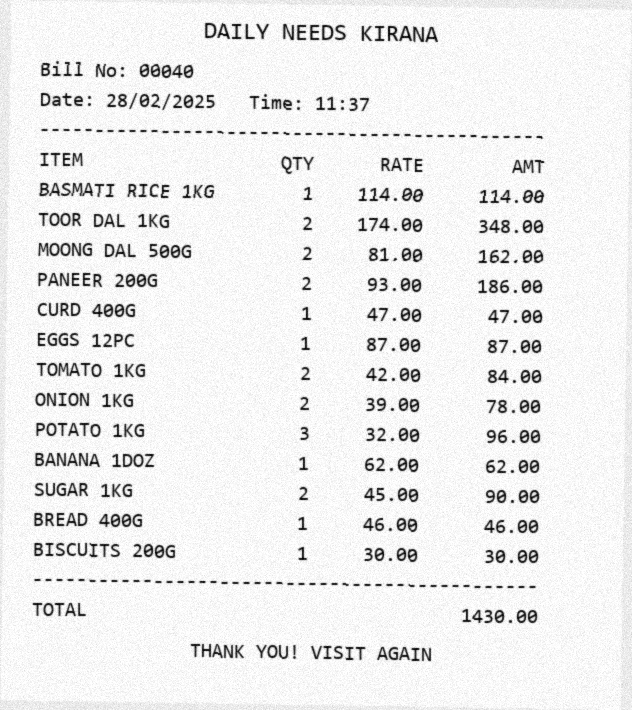 DAILY NEEDS KIRANA
Bill No: 00040
Date: 28/02/2025 Time: 11:37
----------------------------------------------
ITEM QTY RATE AMT
BASMATI RICE 1KG 1 114.00 114.00
TOOR DAL 1KG 2 174.00 348.00
MOONG DAL 500G 2 81.00 162.00
PANEER 200G 2 93.00 186.00
CURD 400G 1 47.00 47.00
EGGS 12PC 1 87.00 87.00
TOMATO 1KG 2 42.00 84.00
ONION 1KG 2 39.00 78.00
POTATO 1KG 3 32.00 96.00
BANANA 1DOZ 1 62.00 62.00
SUGAR 1KG 2 45.00 90.00
BREAD 400G 1 46.00 46.00
BISCUITS 200G 1 30.00 30.00
----------------------------------------------
TOTAL 1430.00
THANK YOU! VISIT AGAIN